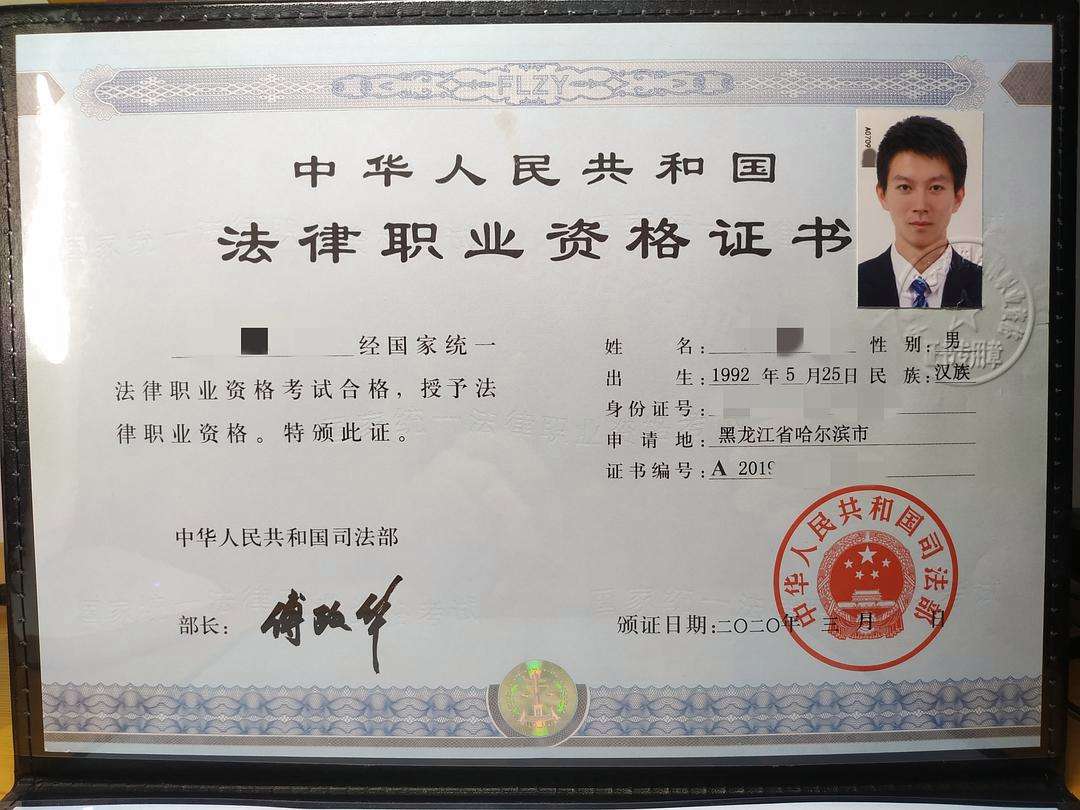 FLZY
中华人民共和国
法律职业资格证书
A0709
经国家统一
法律职业资格考试合格，授予法
律职业资格。特颁此证。
中华人民共和国司法部
部长：傅政华
姓名： 性别：男
出生：1992 年 5 月 25 日 民族：汉族
身份证号：
申请地：黑龙江省哈尔滨市
证书编号：A 2019
颁证日期：二〇二〇年 三 月 日
中华人民共和国司法部